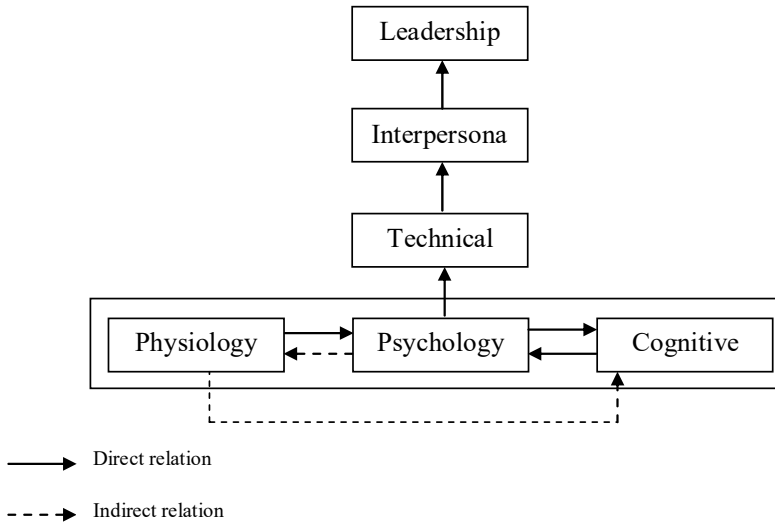 Leadership
Interpersona
Technical
Physiology Psychology Cognitive
Direct relation
Indirect relation